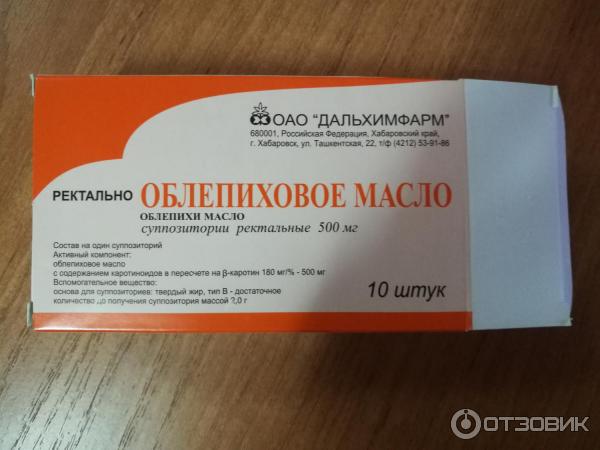 ОАО "ДАЛЬХИМФАРМ"
680001, Российская Федерация, Хабаровский край,
г. Хабаровск, ул. Ташкентская, 22, т/ф (4212) 53-91-86
РЕКТАЛЬНО ОБЛЕПИХОВОЕ МАСЛО
ОБЛЕПИХИ МАСЛО
суппозитории ректальные 500 мг
Состав на один суппозиторий
Активный компонент:
облепиховое масло
с содержанием каротиноидов в пересчете на β-каротин 180 мг/% - 500 мг
Вспомогательное вещество:
основа для суппозиториев: твердый жир, тип В - достаточное
количество до получения суппозитория массой 2,0 г
10 штук
ОТЗОВИК